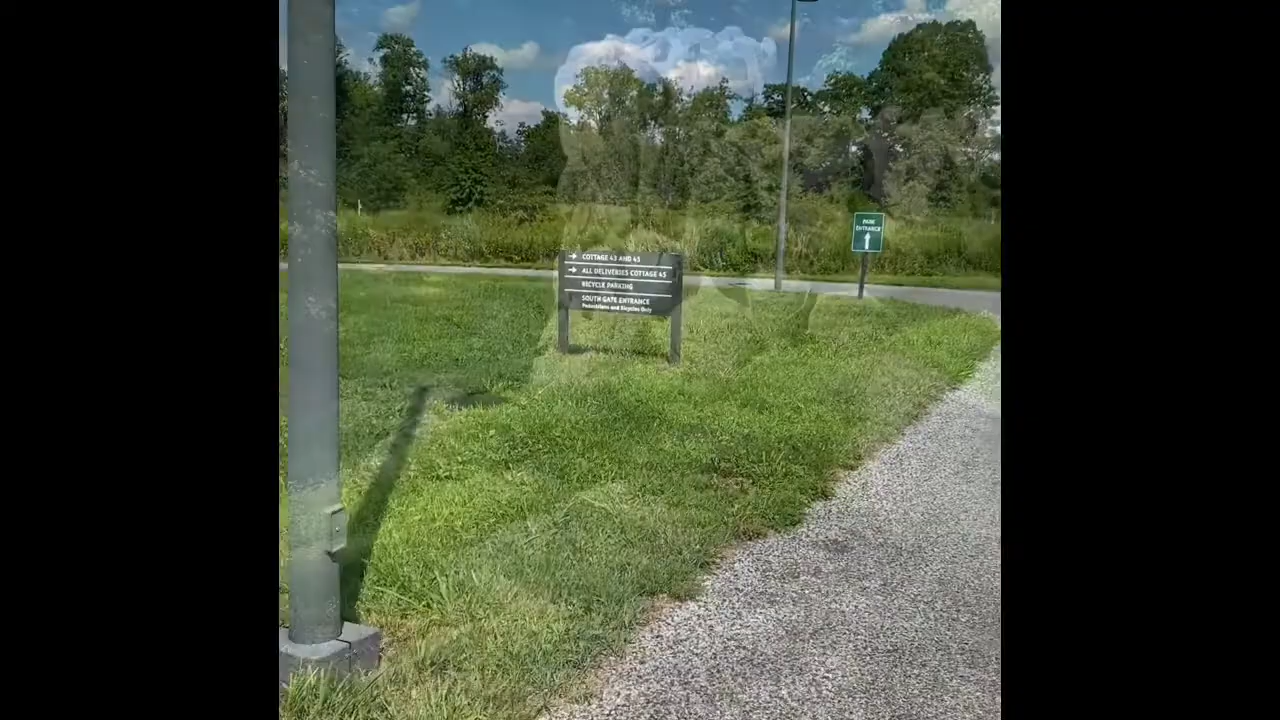 COTTAGE 43 AND 45
ALL DELIVERIES COTTAGE 45
BICYCLE PARKING
SOUTH GATE ENTRANCE
Pedestrians and Bicycles Only
PARK
ENTRANCE